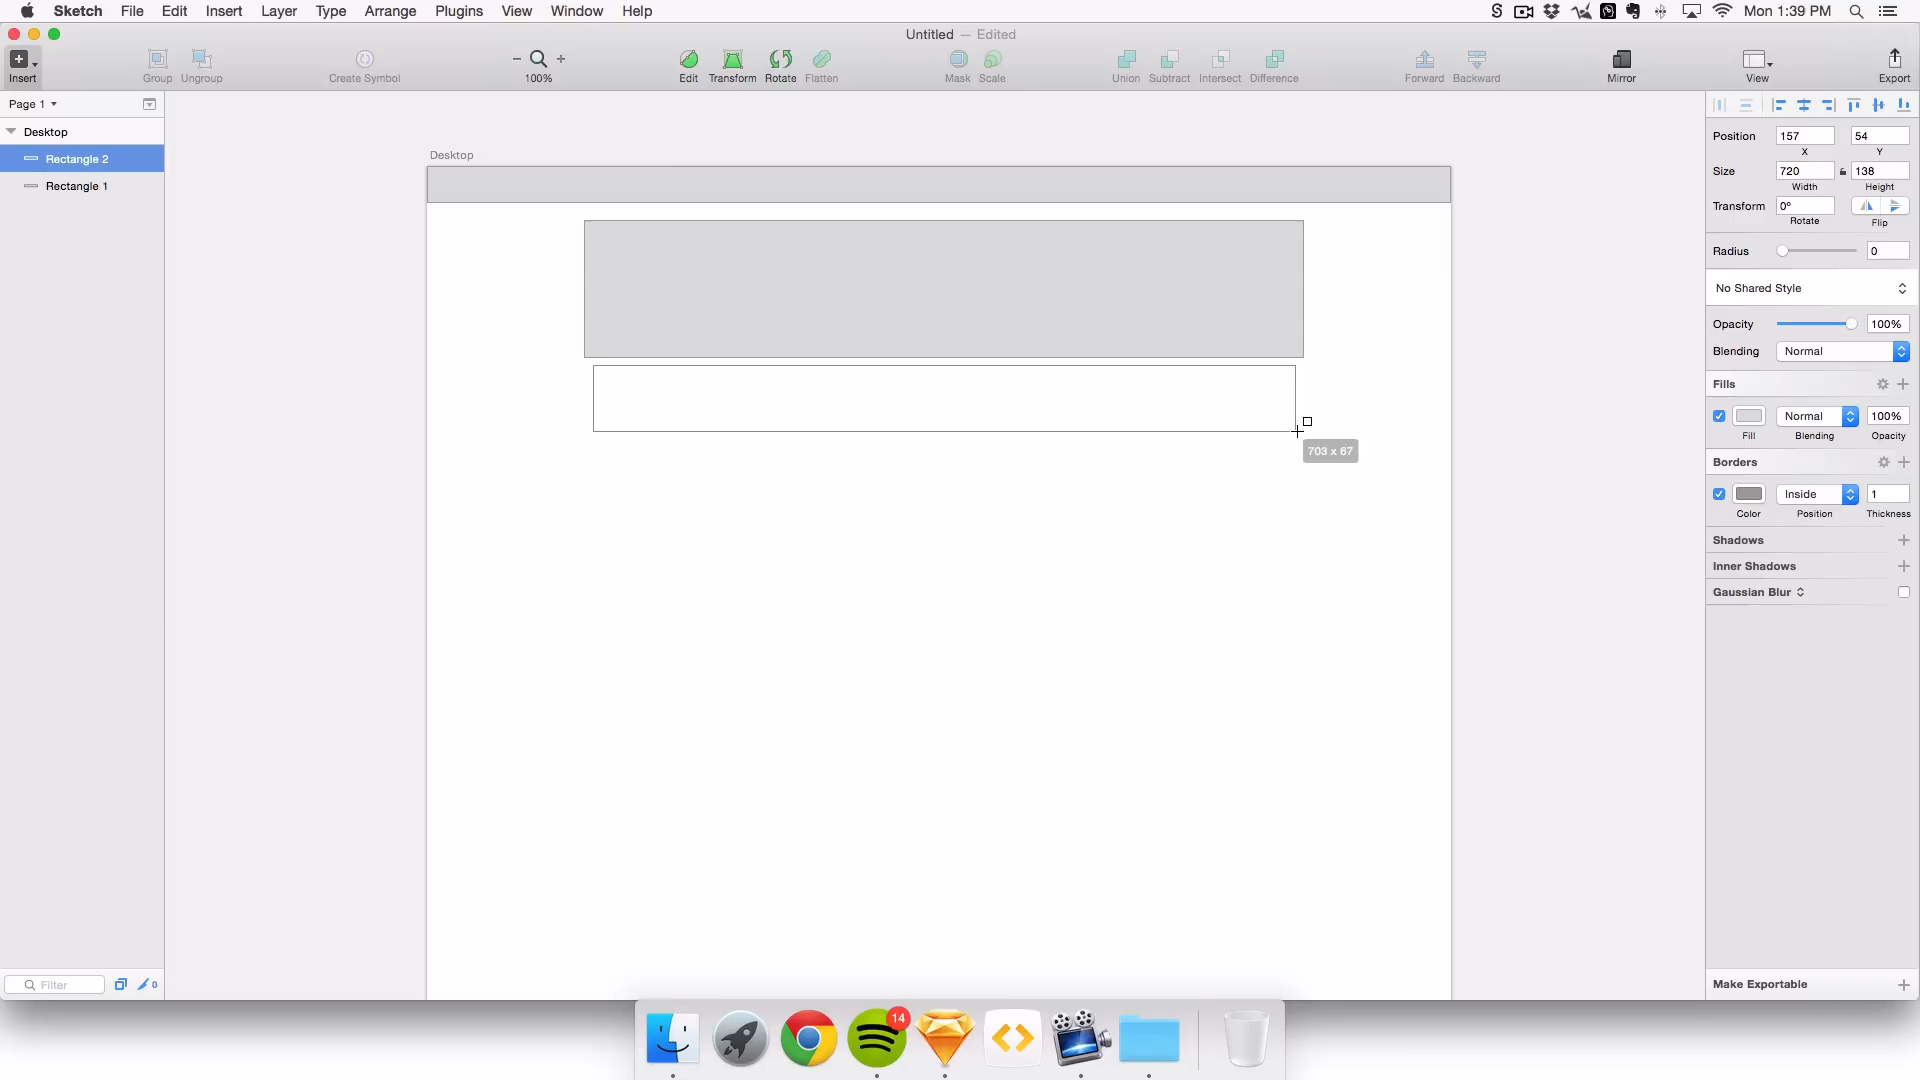 Sketch File Edit Insert Layer Type Arrange Plugins View Window Help Mon 1:39 PM
Untitled — Edited
Insert Group Ungroup Create Symbol 100% Edit Transform Rotate Flatten Mask Scale Union Subtract Intersect Difference Forward Backward Mirror View Export
Page 1
Desktop
Rectangle 2
Rectangle 1
Filter
0
Desktop
703 x 67
Position 157 54
X Y
Size 720 138
Width Height
Transform 0º
Rotate Flip
Radius 0
No Shared Style
Opacity 100%
Blending Normal
Fills
Normal 100%
Fill Blending Opacity
Borders
Inside 1
Color Position Thickness
Shadows
Inner Shadows
Gaussian Blur
Make Exportable
14